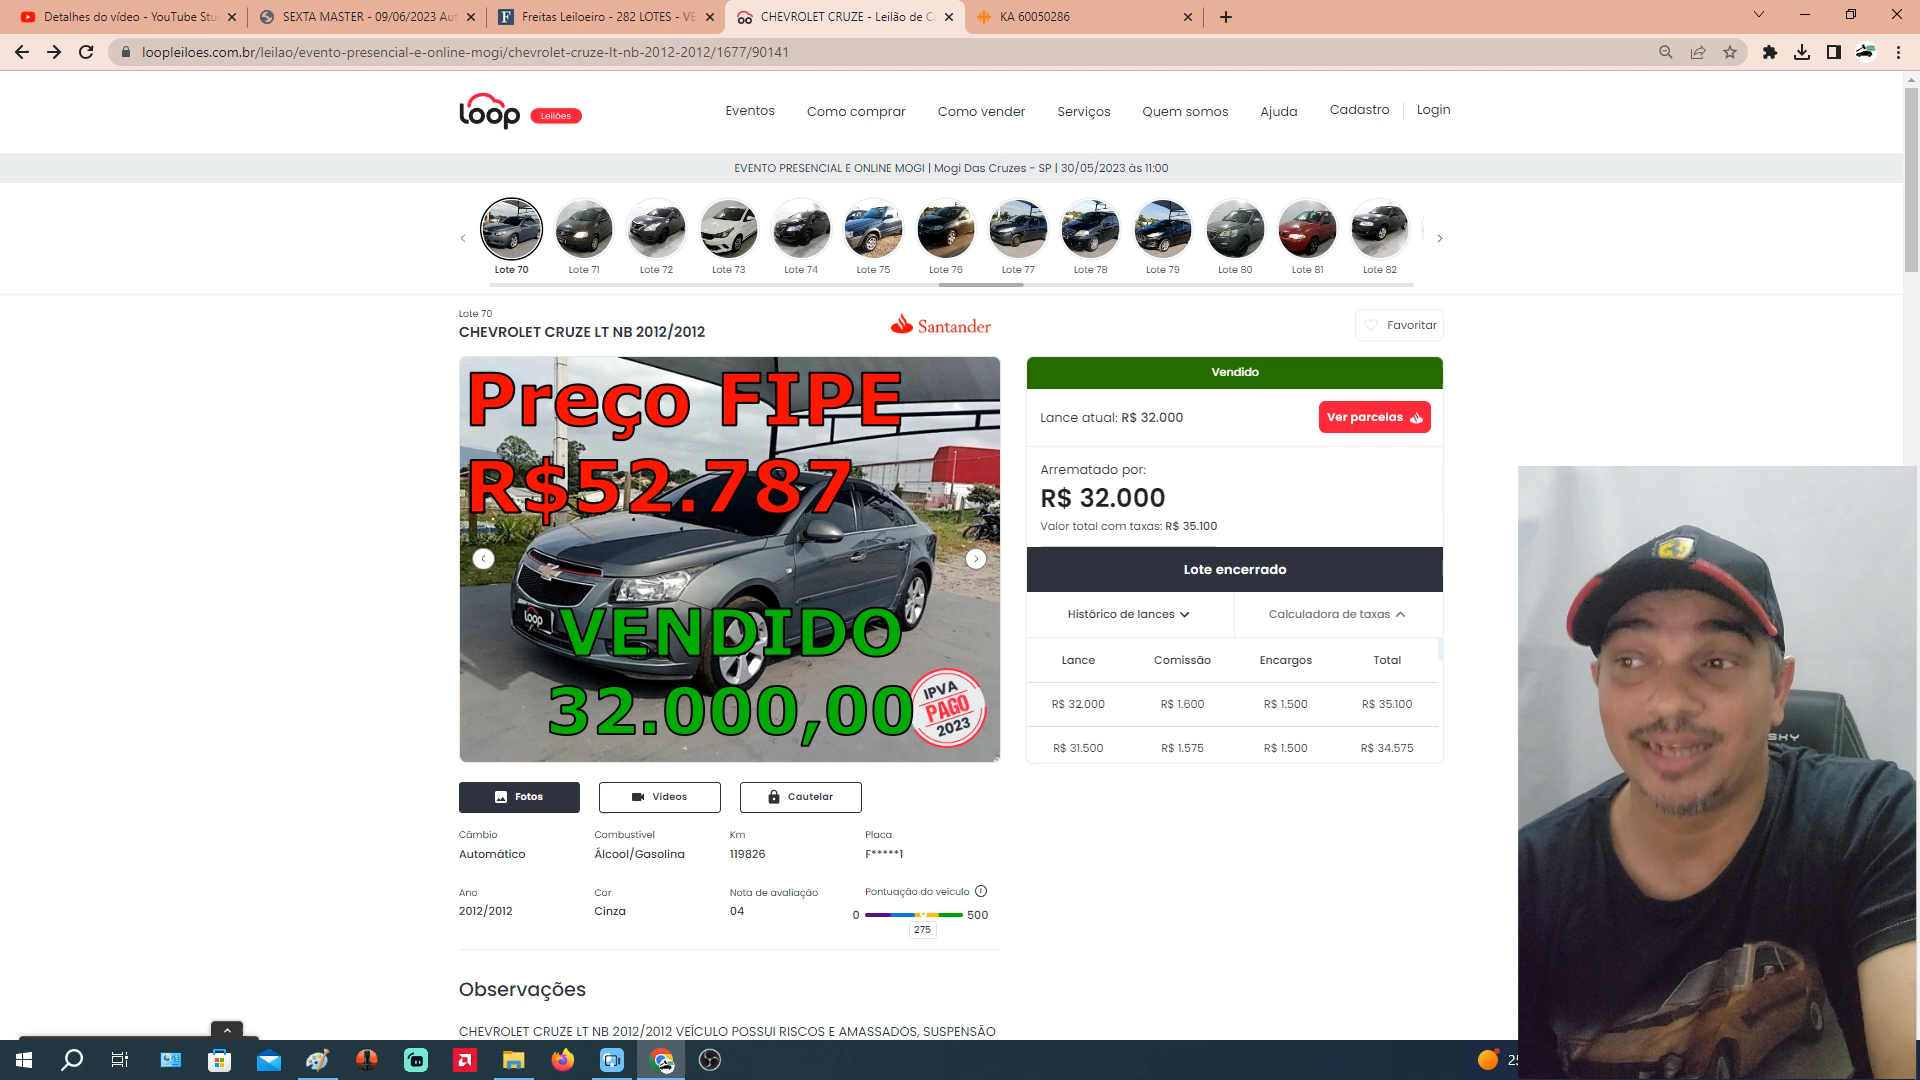 Detalhes do vídeo - YouTube Stu
SEXTA MASTER - 09/06/2023 Aut
Freitas Leiloeiro - 282 LOTES - VE
CHEVROLET CRUZE - Leilão de C
KA 60050286
loopleiloes.com.br/leilao/evento-presencial-e-online-mogi/chevrolet-cruze-lt-nb-2012-2012/1677/90141
loop Leilões
Eventos
Como comprar
Como vender
Serviços
Quem somos
Ajuda
Cadastro
Login
EVENTO PRESENCIAL E ONLINE MOGI | Mogi Das Cruzes - SP | 30/05/2023 às 11:00
Lote 70
Lote 71
Lote 72
Lote 73
Lote 74
Lote 75
Lote 76
Lote 77
Lote 78
Lote 79
Lote 80
Lote 81
Lote 82
Lote 70
CHEVROLET CRUZE LT NB 2012/2012
Santander
Favoritar
Preço FIPE
R$52.787
loop
VENDIDO
32.000,00
IPVA
PAGO
2023
Vendido
Lance atual: R$ 32.000
Ver parcelas
Arrematado por:
R$ 32.000
Valor total com taxas: R$ 35.100
Lote encerrado
Histórico de lances
Calculadora de taxas
Lance Comissão Encargos Total
R$ 32.000 R$ 1.600 R$ 1.500 R$ 35.100
R$ 31.500 R$ 1.575 R$ 1.500 R$ 34.575
Fotos
Vídeos
Cautelar
Câmbio Combustível Km Placa
Automático Álcool/Gasolina 119826 F*****1
Ano Cor Nota de avaliação Pontuação do veículo
2012/2012 Cinza 04 0 500
275
Observações
CHEVROLET CRUZE LT NB 2012/2012 VEÍCULO POSSUI RISCOS E AMASSADOS, SUSPENSÃO